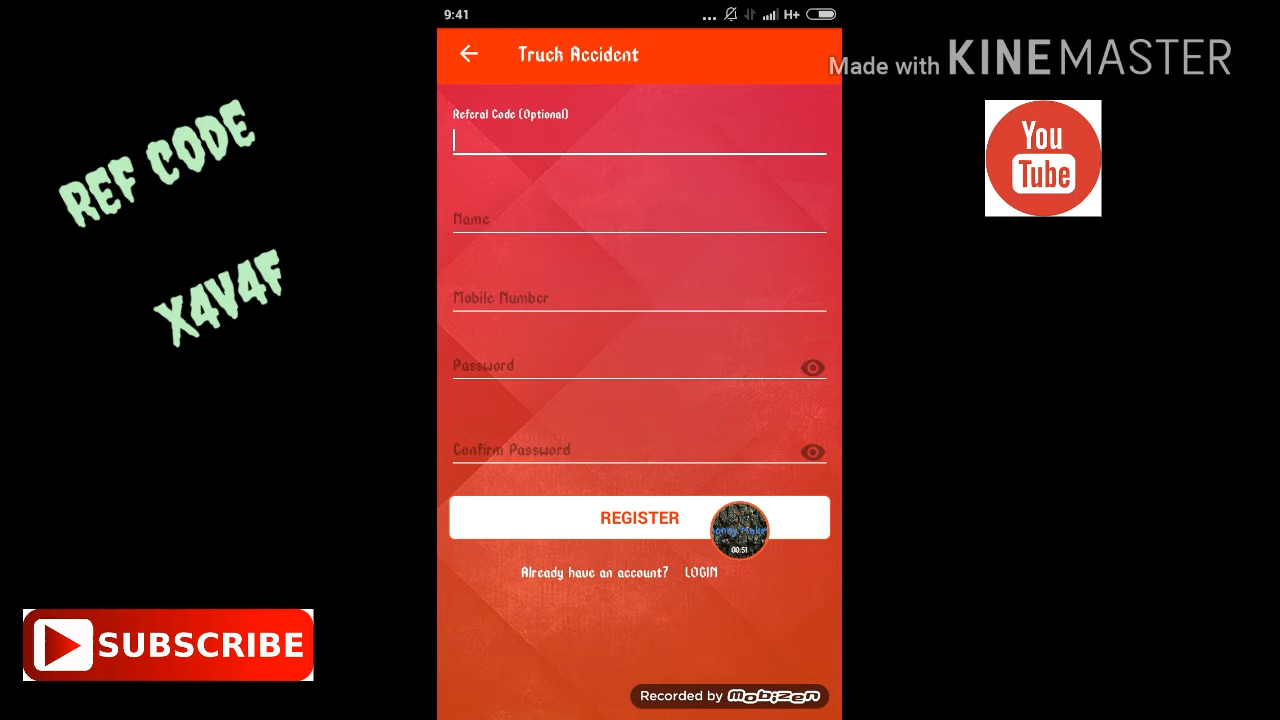 9:41
H+
Truck Accident
Made with KINEMASTER
Referal Code (Optional)
REF CODE
You
Tube
Name
X4V4F
Mobile Number
Password
Confirm Password
REGISTER
00:51
Already have an account? LOGIN
SUBSCRIBE
Recorded by Mobizen